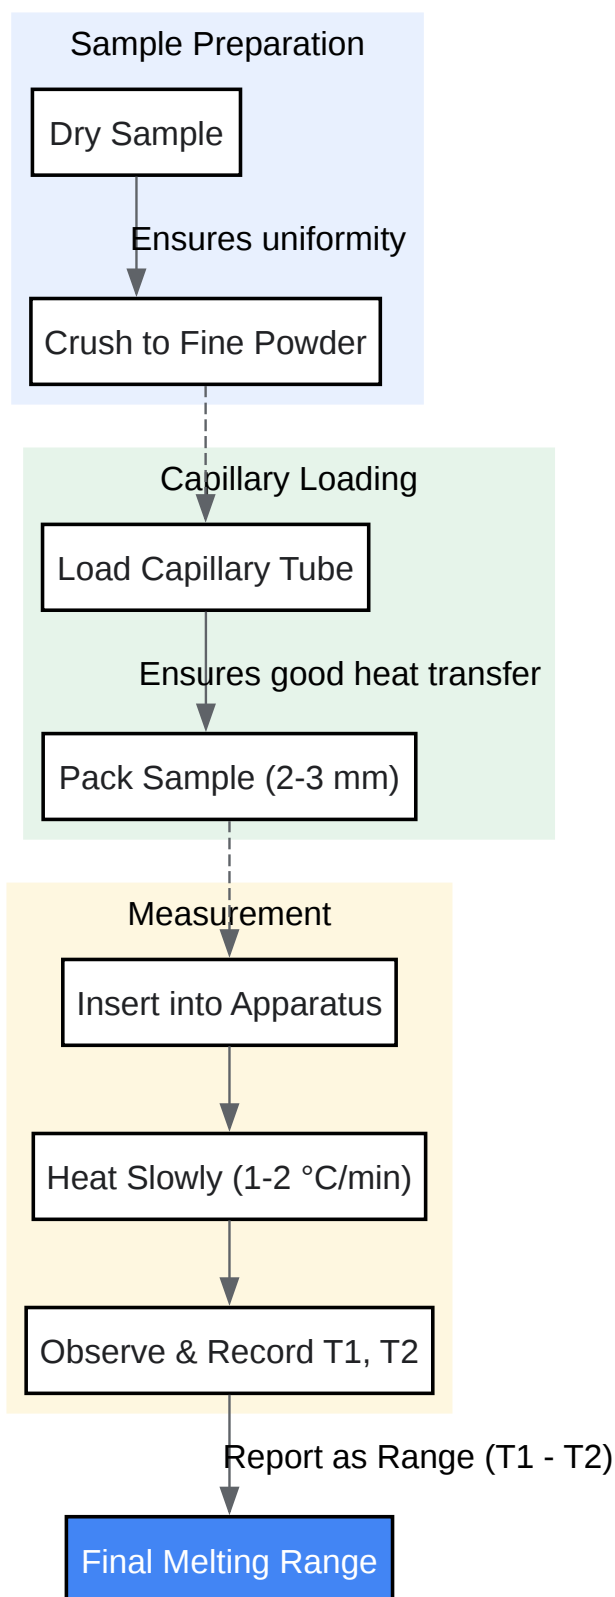 Sample Preparation
Dry Sample
Ensures uniformity
Crush to Fine Powder
Capillary Loading
Load Capillary Tube
Ensures good heat transfer
Pack Sample (2-3 mm)
Measurement
Insert into Apparatus
Heat Slowly (1-2 °C/min)
Observe & Record T1, T2
Report as Range (T1 - T2)
Final Melting Range